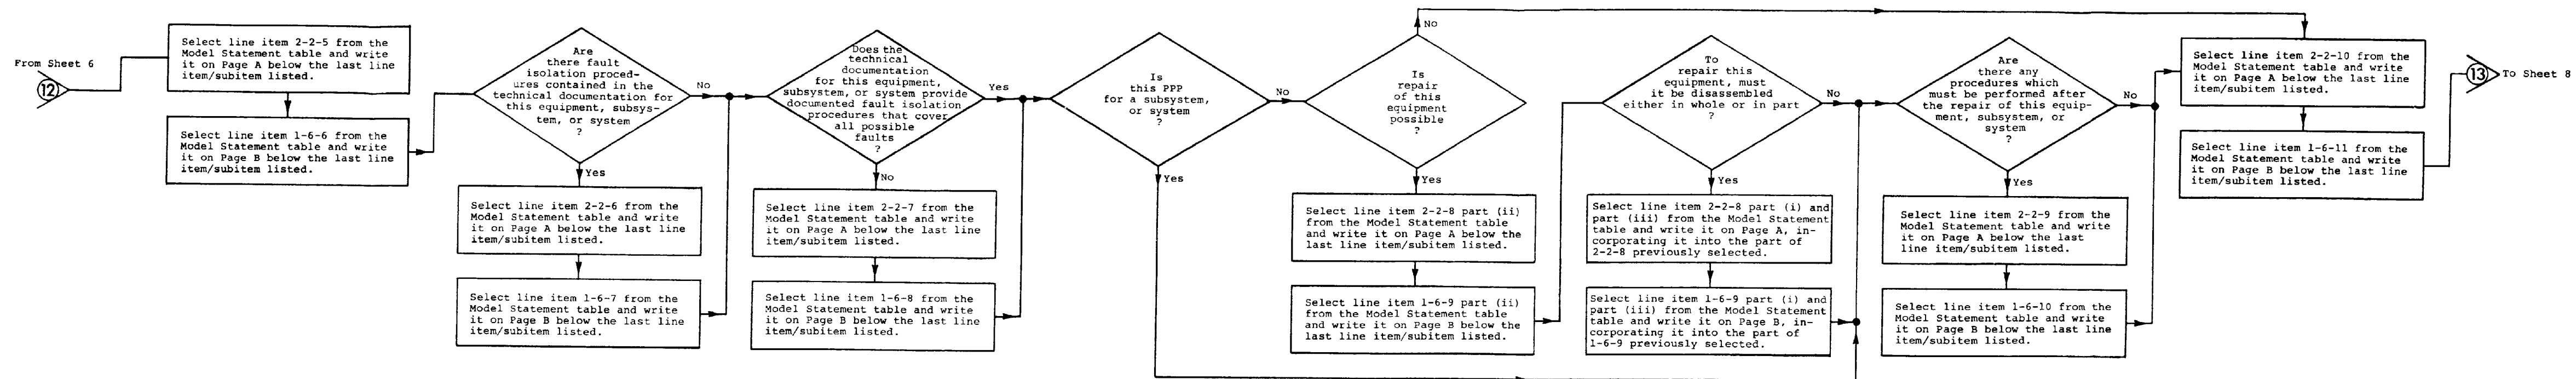 From Sheet 6
12
Select line item 2-2-5 from the
Model Statement table and write
it on Page A below the last line
item/subitem listed.
Select line item 1-6-6 from the
Model Statement table and write
it on Page B below the last line
item/subitem listed.
Are
there fault
isolation proced-
ures contained in the
technical documentation for
this equipment, subsys-
tem, or system
?
No
Yes
Select line item 2-2-6 from the
Model Statement table and write
it on Page A below the last line
item/subitem listed.
Select line item 1-6-7 from the
Model Statement table and write
it on Page B below the last line
item/subitem listed.
Does the
technical
documentation
for this equipment,
subsystem, or system provide
documented fault isolation
procedures that cover
all possible
faults
?
Yes
No
Select line item 2-2-7 from the
Model Statement table and write
it on Page A below the last line
item/subitem listed.
Select line item 1-6-8 from the
Model Statement table and write
it on Page B below the last line
item/subitem listed.
Is
this PPP
for a subsystem,
or system
?
No
Yes
Is
repair
of this
equipment
possible
?
No
Yes
Select line item 2-2-8 part (ii)
from the Model Statement table
and write it on Page A below the
last line item/subitem listed.
Select line item 1-6-9 part (ii)
from the Model Statement table
and write it on Page B below the
last line item/subitem listed.
To
repair this
equipment, must
it be disassembled
either in whole or in part
?
No
Yes
Select line item 2-2-8 part (i) and
part (iii) from the Model Statement
table and write it on Page A, in-
corporating it into the part of
2-2-8 previously selected.
Select line item 1-6-9 part (i) and
part (iii) from the Model Statement
table and write it on Page B, in-
corporating it into the part of
1-6-9 previously selected.
Are
there any
procedures which
must be performed after
the repair of this equip-
ment, subsystem, or
system
?
No
Yes
Select line item 2-2-9 from the
Model Statement table and write
it on Page A below the last
line item/subitem listed.
Select line item 1-6-10 from the
Model Statement table and write
it on Page B below the last line
item/subitem listed.
Select line item 2-2-10 from the
Model Statement table and write
it on Page A below the last line
item/subitem listed.
Select line item 1-6-11 from the
Model Statement table and write
it on Page B below the last line
item/subitem listed.
13
To Sheet 8